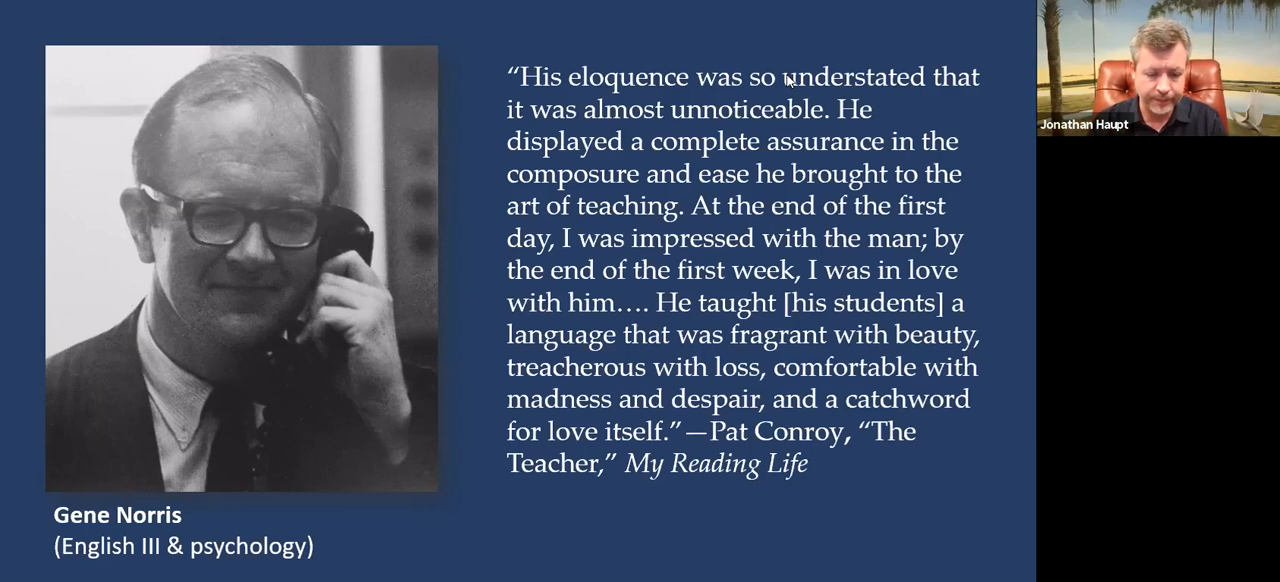 “His eloquence was so understated that
it was almost unnoticeable. He
displayed a complete assurance in the
composure and ease he brought to the
art of teaching. At the end of the first
day, I was impressed with the man; by
the end of the first week, I was in love
with him…. He taught [his students] a
language that was fragrant with beauty,
treacherous with loss, comfortable with
madness and despair, and a catchword
for love itself.”—Pat Conroy, “The
Teacher,” My Reading Life
Gene Norris
(English III & psychology)
Jonathan Haupt